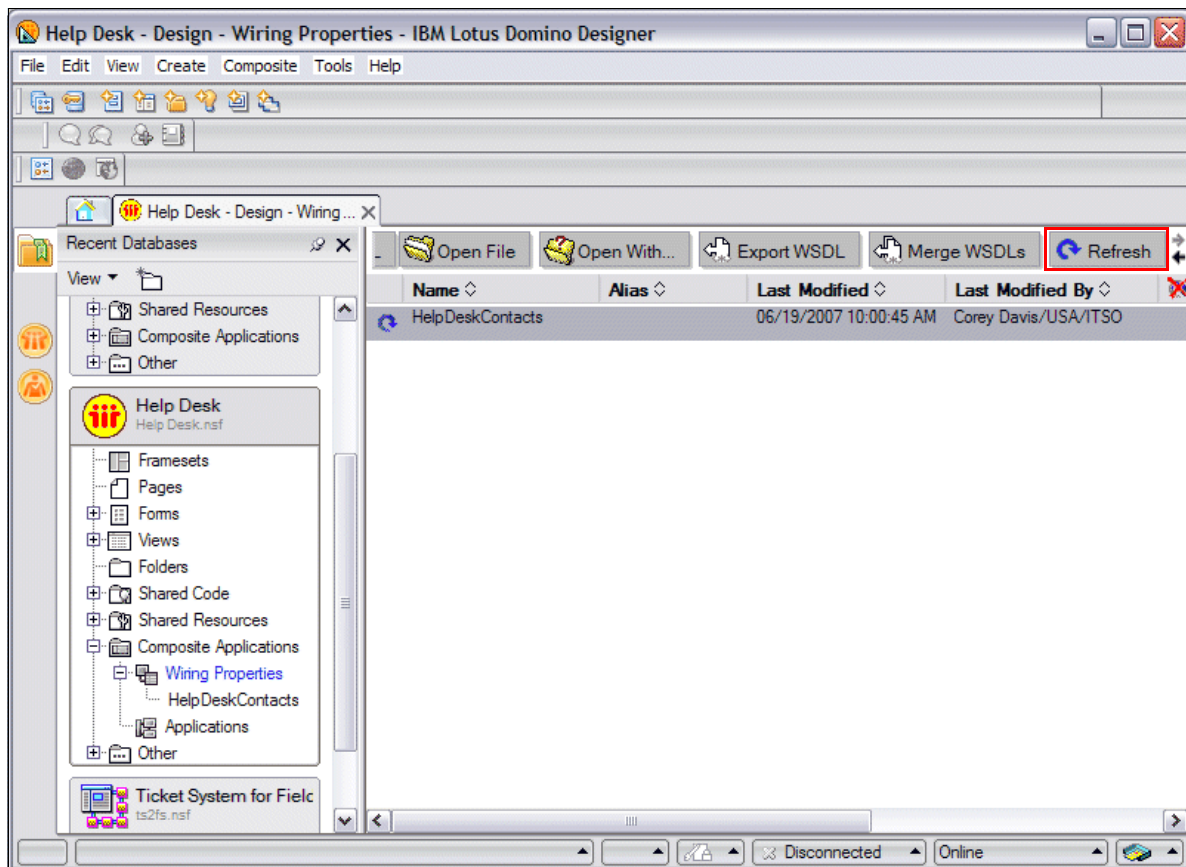 Help Desk - Design - Wiring Properties - IBM Lotus Domino Designer
File Edit View Create Composite Tools Help
Help Desk - Design - Wiring ...
Recent Databases
View
Open File Open With... Export WSDL Merge WSDLs Refresh
Name Alias Last Modified Last Modified By
HelpDeskContacts 06/19/2007 10:00:45 AM Corey Davis/USA/ITSO
Shared Resources
Composite Applications
Other
Help Desk
Help Desk.nsf
Framesets
Pages
Forms
Views
Folders
Shared Code
Shared Resources
Composite Applications
Wiring Properties
HelpDeskContacts
Applications
Other
Ticket System for Field
ts2fs.nsf
Disconnected Online